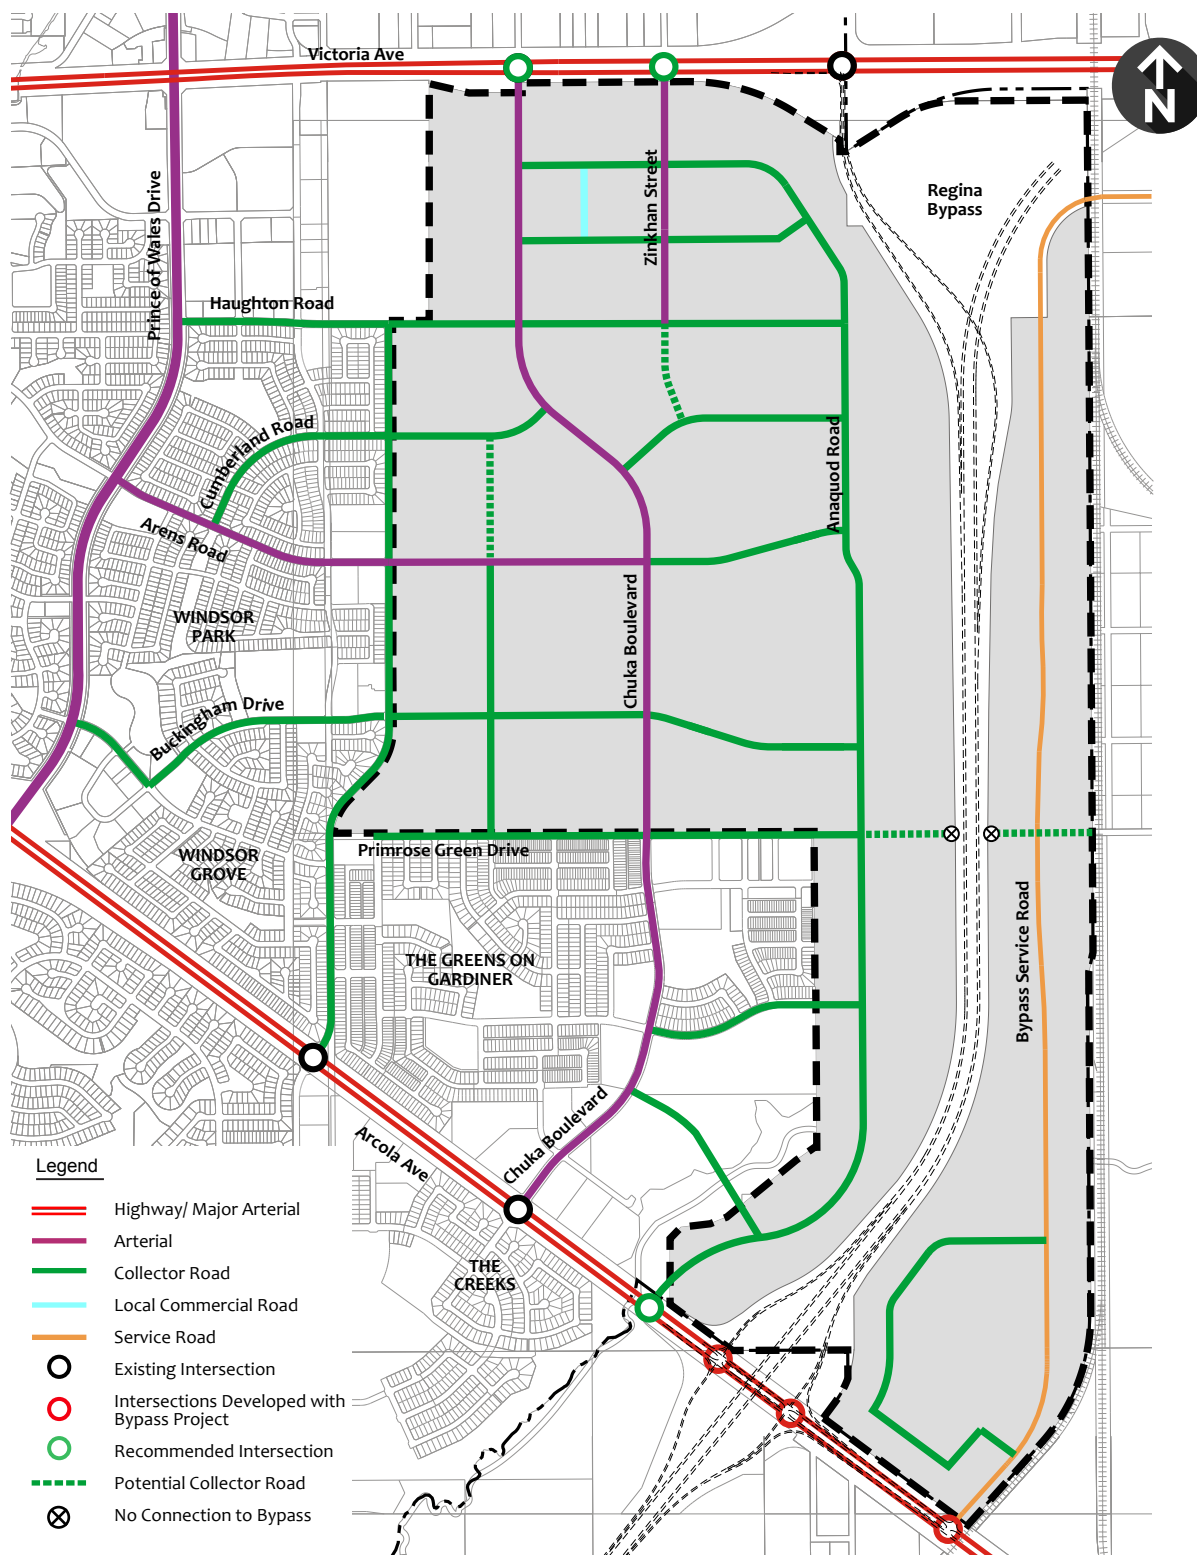 Victoria Ave
N
Prince of Wales Drive
Zinkhan Street
Regina
Bypass
Haughton Road
Cumberland Road
Anaquod Road
Arens Road
WINDSOR
PARK
Chuka Boulevard
Buckingham Drive
WINDSOR
GROVE
Primrose Green Drive
THE GREENS ON
GARDINER
Bypass Service Road
Chuka Boulevard
Arcola Ave
THE
CREEKS
Legend
Highway/ Major Arterial
Arterial
Collector Road
Local Commercial Road
Service Road
Existing Intersection
Intersections Developed with
Bypass Project
Recommended Intersection
Potential Collector Road
No Connection to Bypass